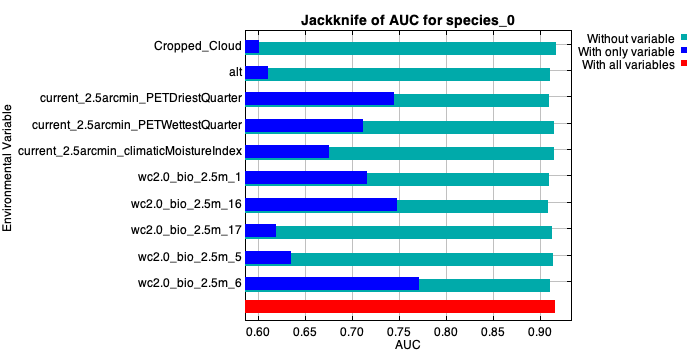 Jackknife of AUC for species_0
Without variable
With only variable
With all variables
Environmental Variable
Cropped_Cloud
alt
current_2.5arcmin_PETDriestQuarter
current_2.5arcmin_PETWettestQuarter
current_2.5arcmin_climaticMoistureIndex
wc2.0_bio_2.5m_1
wc2.0_bio_2.5m_16
wc2.0_bio_2.5m_17
wc2.0_bio_2.5m_5
wc2.0_bio_2.5m_6
0.60 0.65 0.70 0.75 0.80 0.85 0.90
AUC